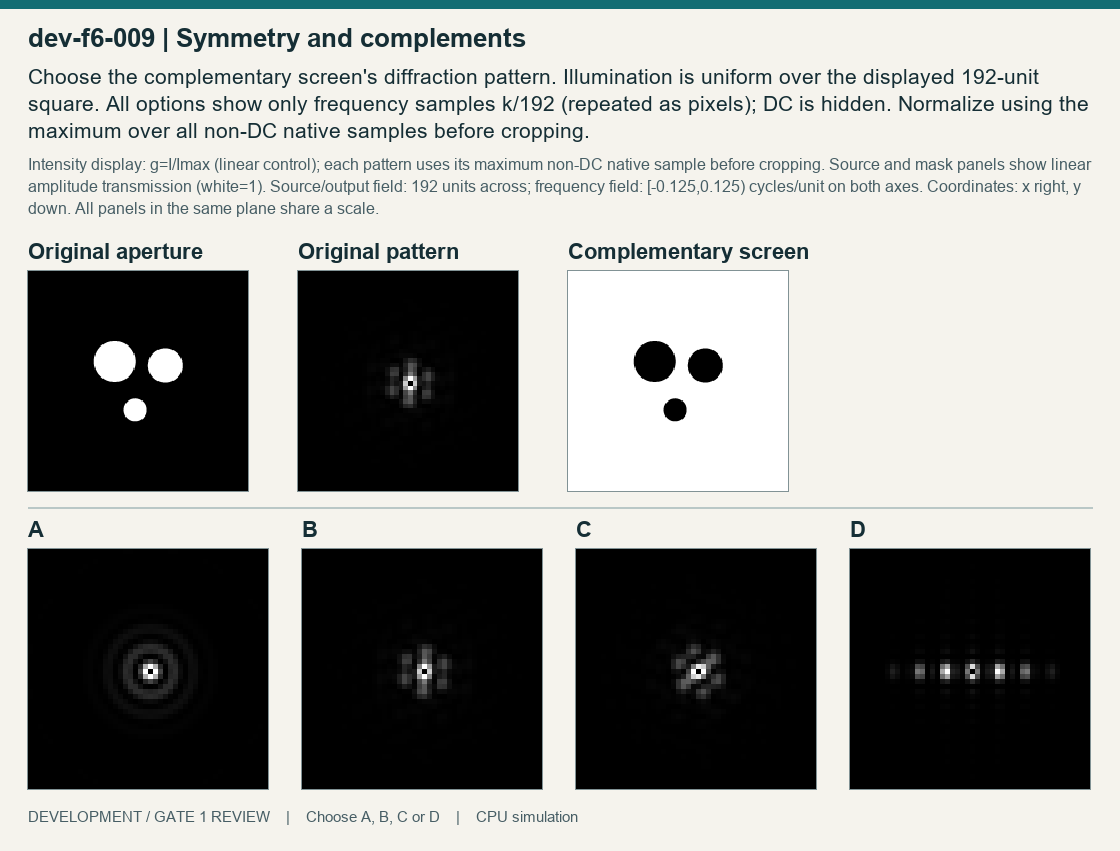 dev-f6-009 | Symmetry and complements
Choose the complementary screen's diffraction pattern. Illumination is uniform over the displayed 192-unit
square. All options show only frequency samples k/192 (repeated as pixels); DC is hidden. Normalize using the
maximum over all non-DC native samples before cropping.
Intensity display: g=I/Imax (linear control); each pattern uses its maximum non-DC native sample before cropping. Source and mask panels show linear
amplitude transmission (white=1). Source/output field: 192 units across; frequency field: [-0.125,0.125) cycles/unit on both axes. Coordinates: x right, y
down. All panels in the same plane share a scale.
Original aperture
Original pattern
Complementary screen
A
B
C
D
DEVELOPMENT / GATE 1 REVIEW | Choose A, B, C or D | CPU simulation